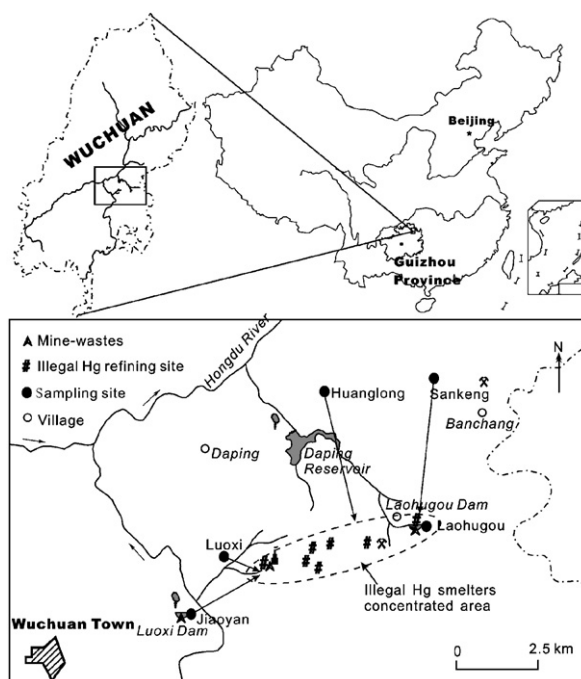 WUCHUAN
Beijing
Guizhou
Province
Mine-wastes
Illegal Hg refining site
Sampling site
Village
Hongdu River
N
Huanglong
Sankeng
Banchang
Daping
Daping
Reservoir
Laohugou Dam
Laohugou
Luoxi
Illegal Hg smelters
concentrated area
Jiaoyan
Luoxi Dam
Wuchuan Town
0 2.5 km